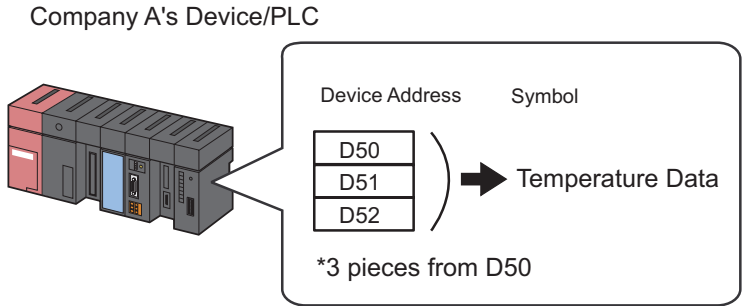 Company A's Device/PLC
Device Address Symbol
D50
D51
D52
Temperature Data
*3 pieces from D50